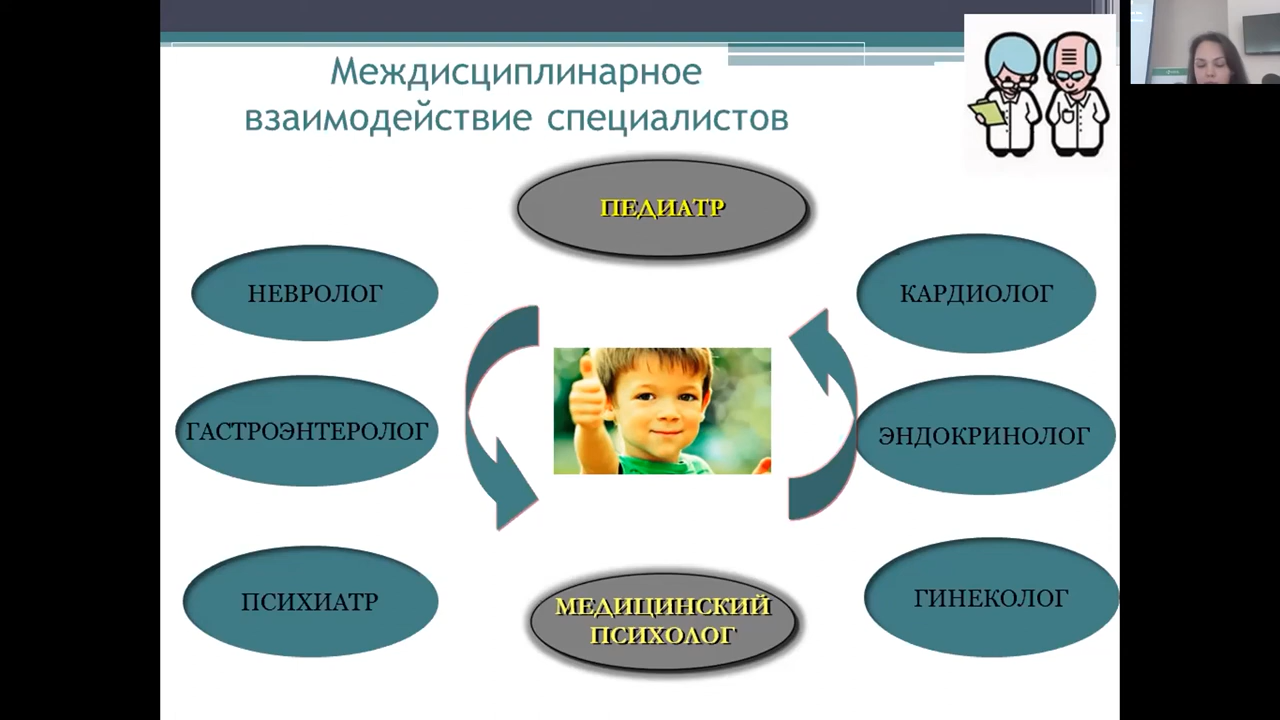 Междисциплинарное
взаимодействие специалистов
ПЕДИАТР
НЕВРОЛОГ
КАРДИОЛОГ
ГАСТРОЭНТЕРОЛОГ
ЭНДОКРИНОЛОГ
ПСИХИАТР
МЕДИЦИНСКИЙ
ПСИХОЛОГ
ГИНЕКОЛОГ